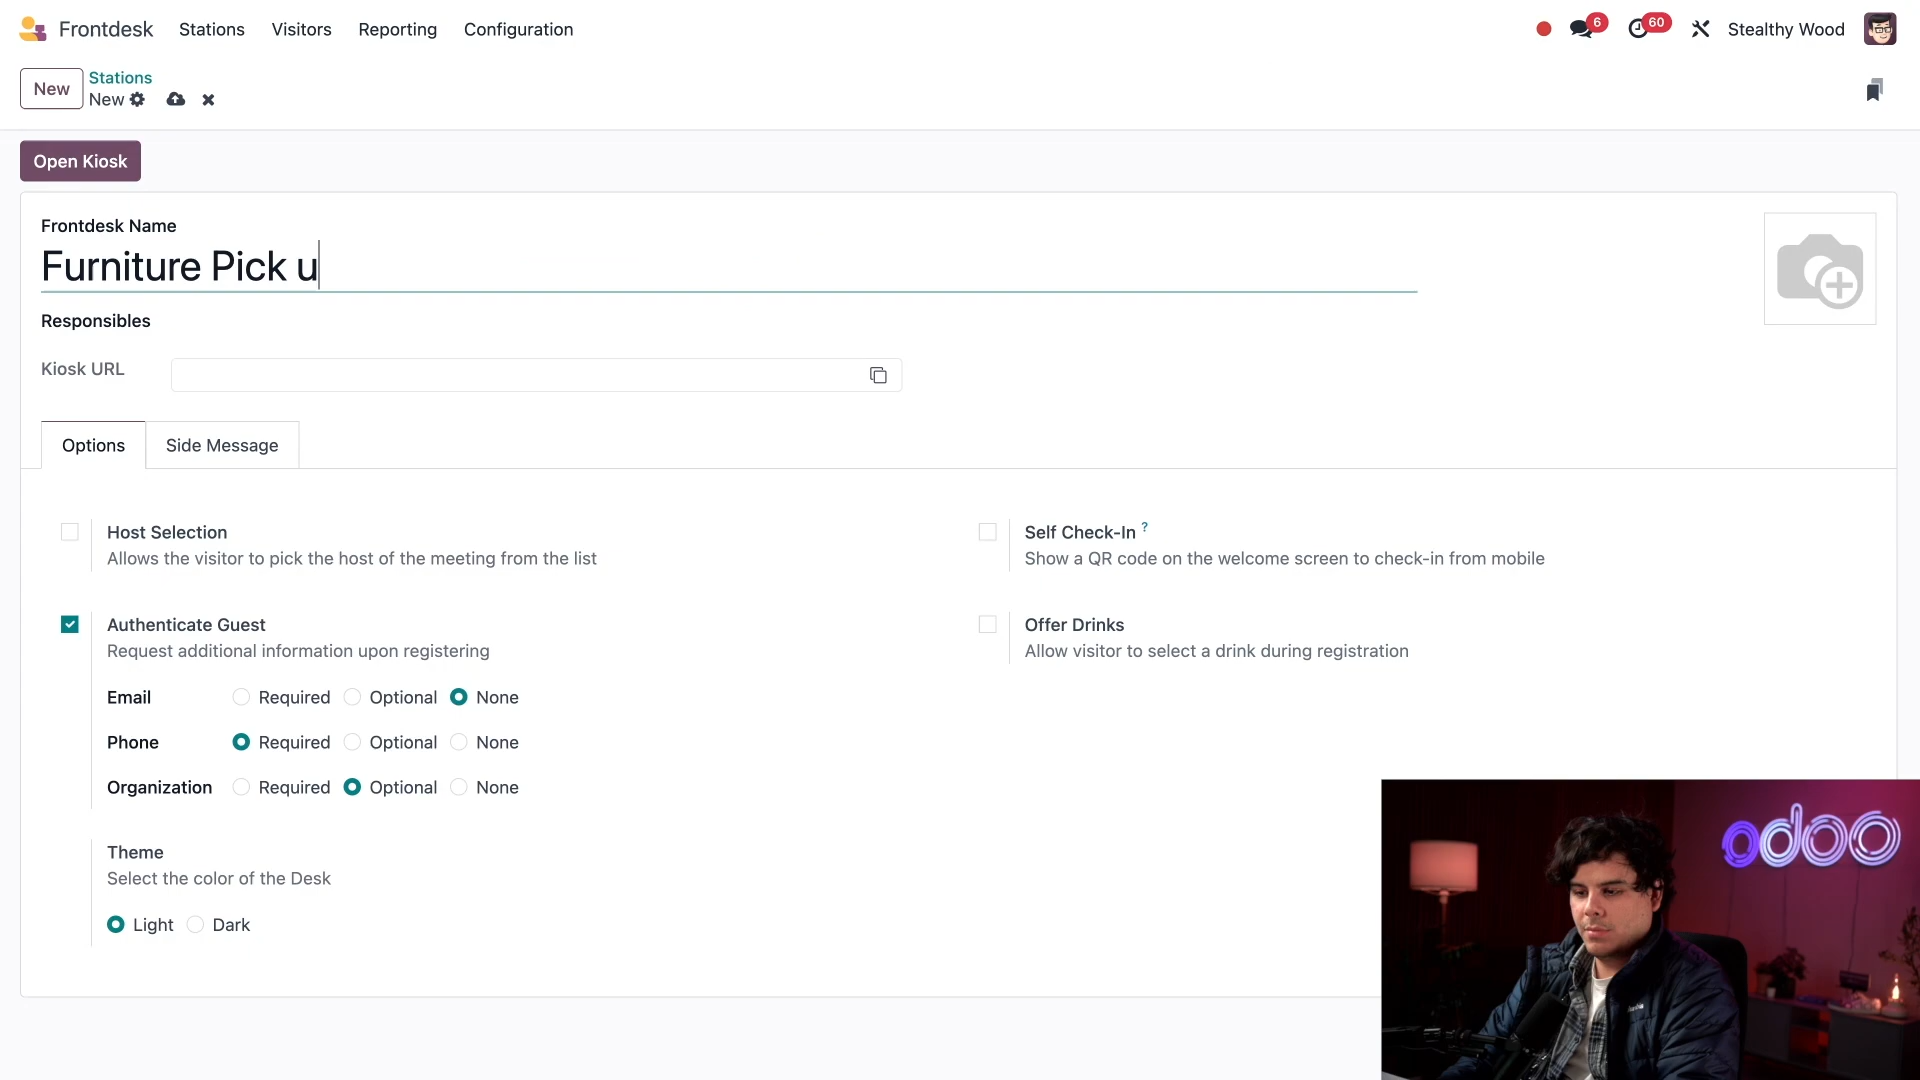 Frontdesk Stations Visitors Reporting Configuration 6 60 Stealthy Wood
New Stations
New
Open Kiosk
Frontdesk Name
Furniture Pick u
Responsibles
Kiosk URL
Options Side Message
Host Selection
Allows the visitor to pick the host of the meeting from the list
Self Check-In ?
Show a QR code on the welcome screen to check-in from mobile
Authenticate Guest
Request additional information upon registering
Offer Drinks
Allow visitor to select a drink during registration
Email Required Optional None
Phone Required Optional None
Organization Required Optional None
Theme
Select the color of the Desk
Light Dark
odoo